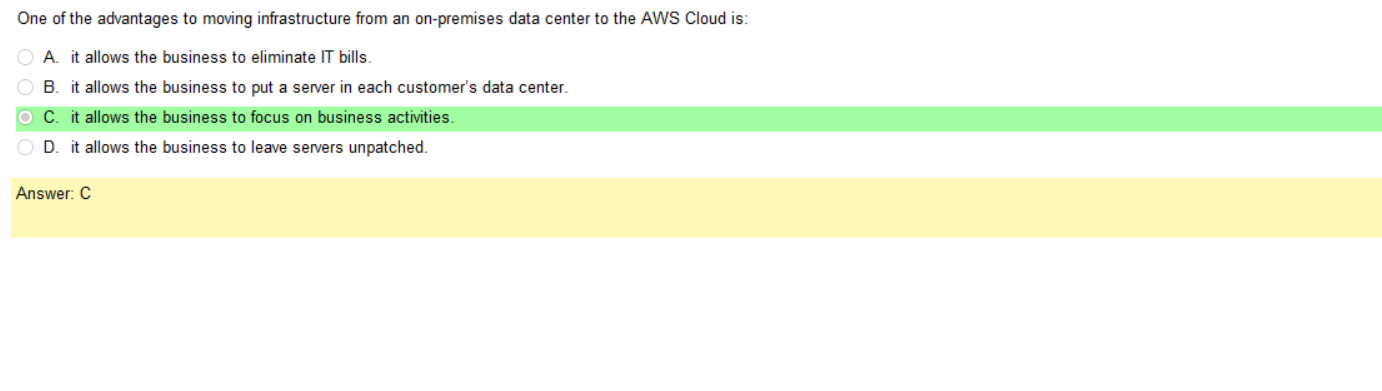 One of the advantages to moving infrastructure from an on-premises data center to the AWS Cloud is:
A. it allows the business to eliminate IT bills.
B. it allows the business to put a server in each customer's data center.
C. it allows the business to focus on business activities.
D. it allows the business to leave servers unpatched.
Answer: C